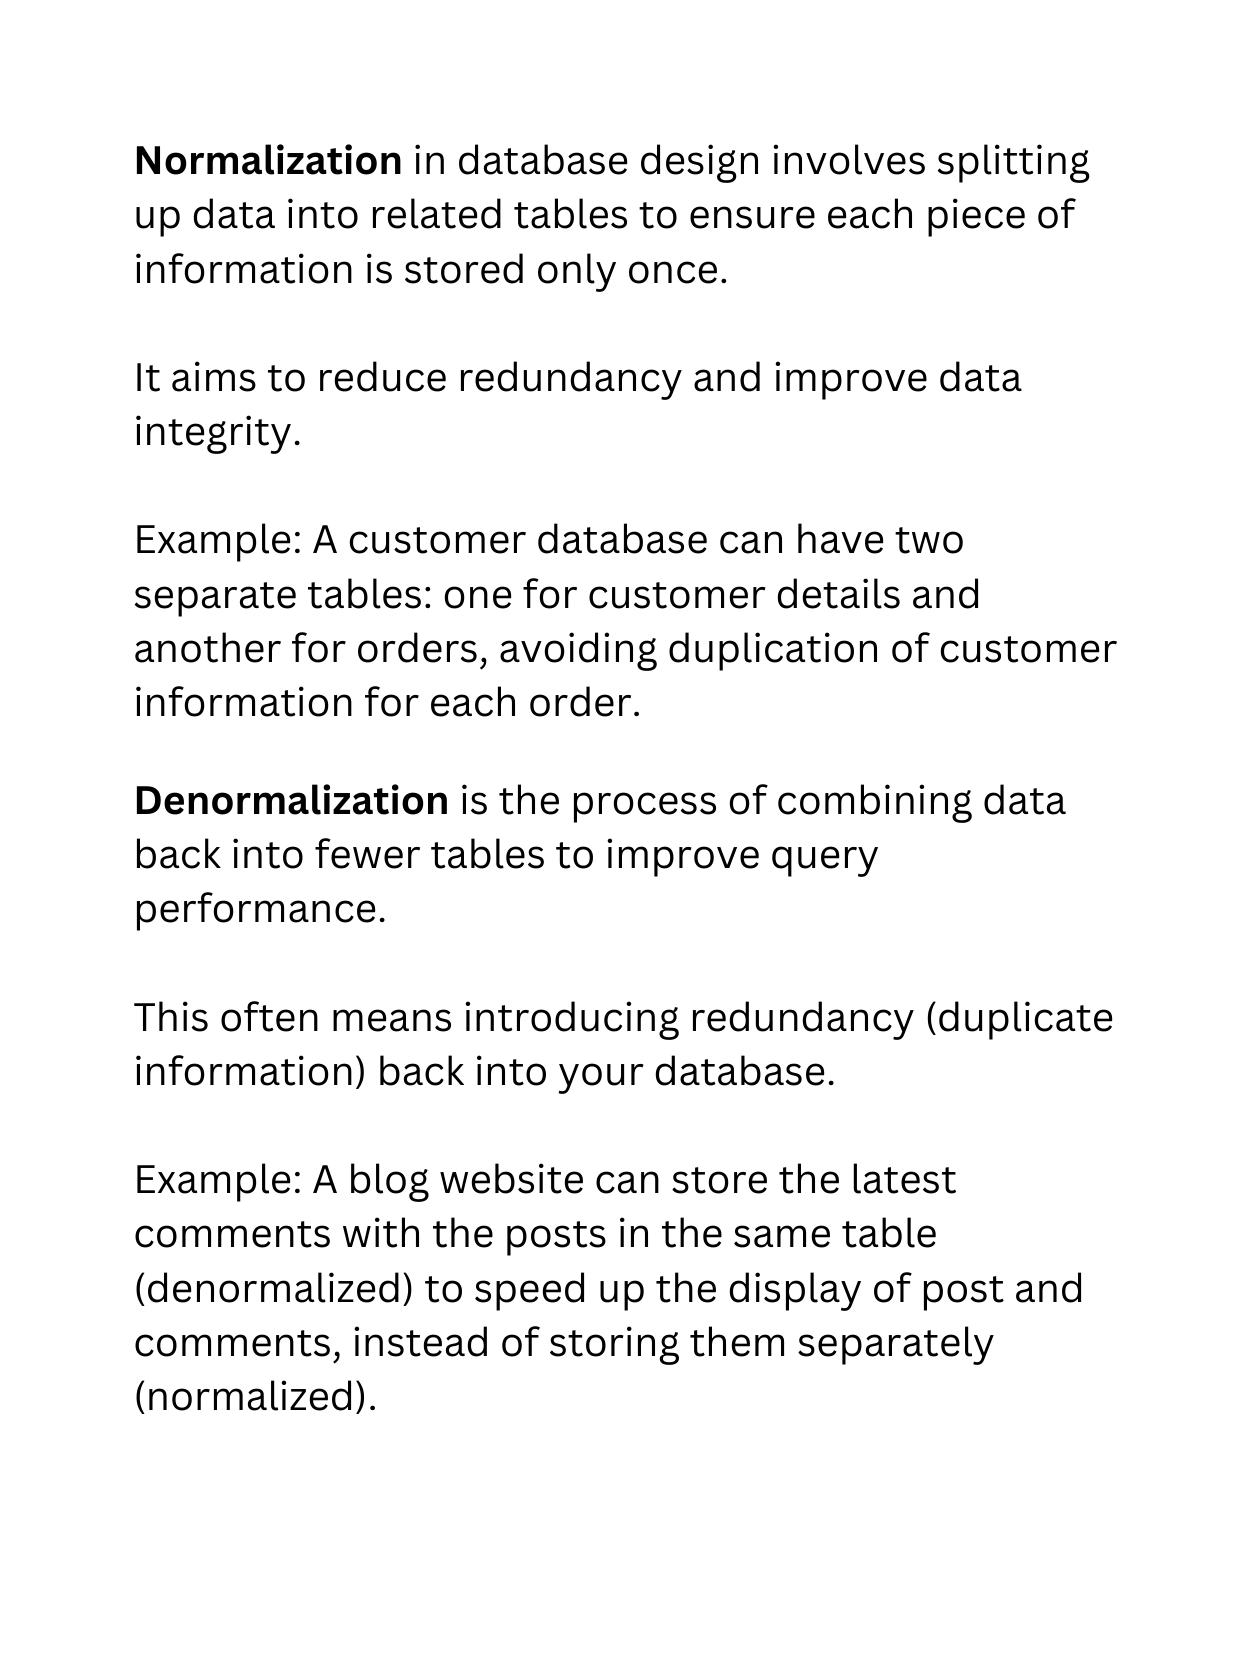 Normalization in database design involves splitting
up data into related tables to ensure each piece of
information is stored only once.
It aims to reduce redundancy and improve data
integrity.
Example: A customer database can have two
separate tables: one for customer details and
another for orders, avoiding duplication of customer
information for each order.
Denormalization is the process of combining data
back into fewer tables to improve query
performance.
This often means introducing redundancy (duplicate
information) back into your database.
Example: A blog website can store the latest
comments with the posts in the same table
(denormalized) to speed up the display of post and
comments, instead of storing them separately
(normalized).